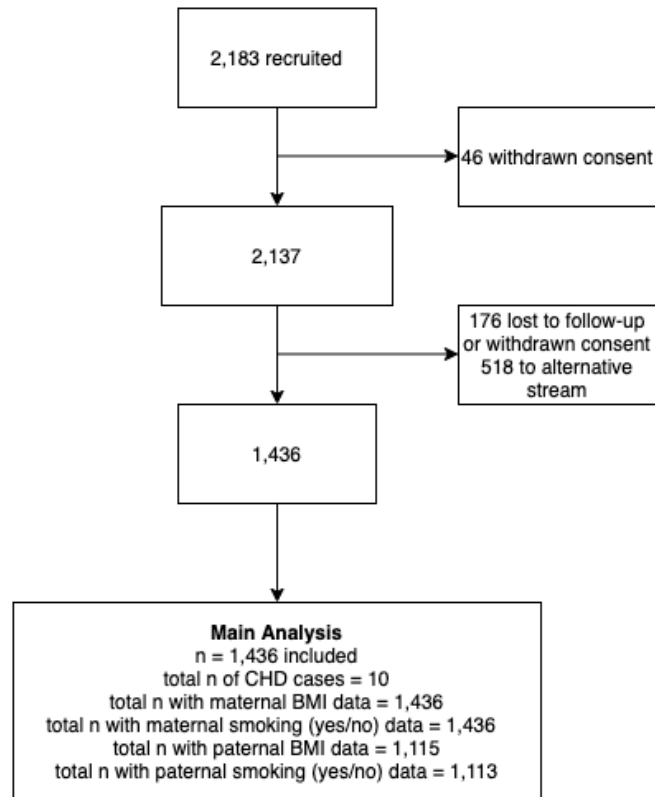 2,183 recruited
46 withdrawn consent
2,137
176 lost to follow-up
or withdrawn consent
518 to alternative
stream
1,436
Main Analysis
n = 1,436 included
total n of CHD cases = 10
total n with maternal BMI data = 1,436
total n with maternal smoking (yes/no) data = 1,436
total n with paternal BMI data = 1,115
total n with paternal smoking (yes/no) data = 1,113